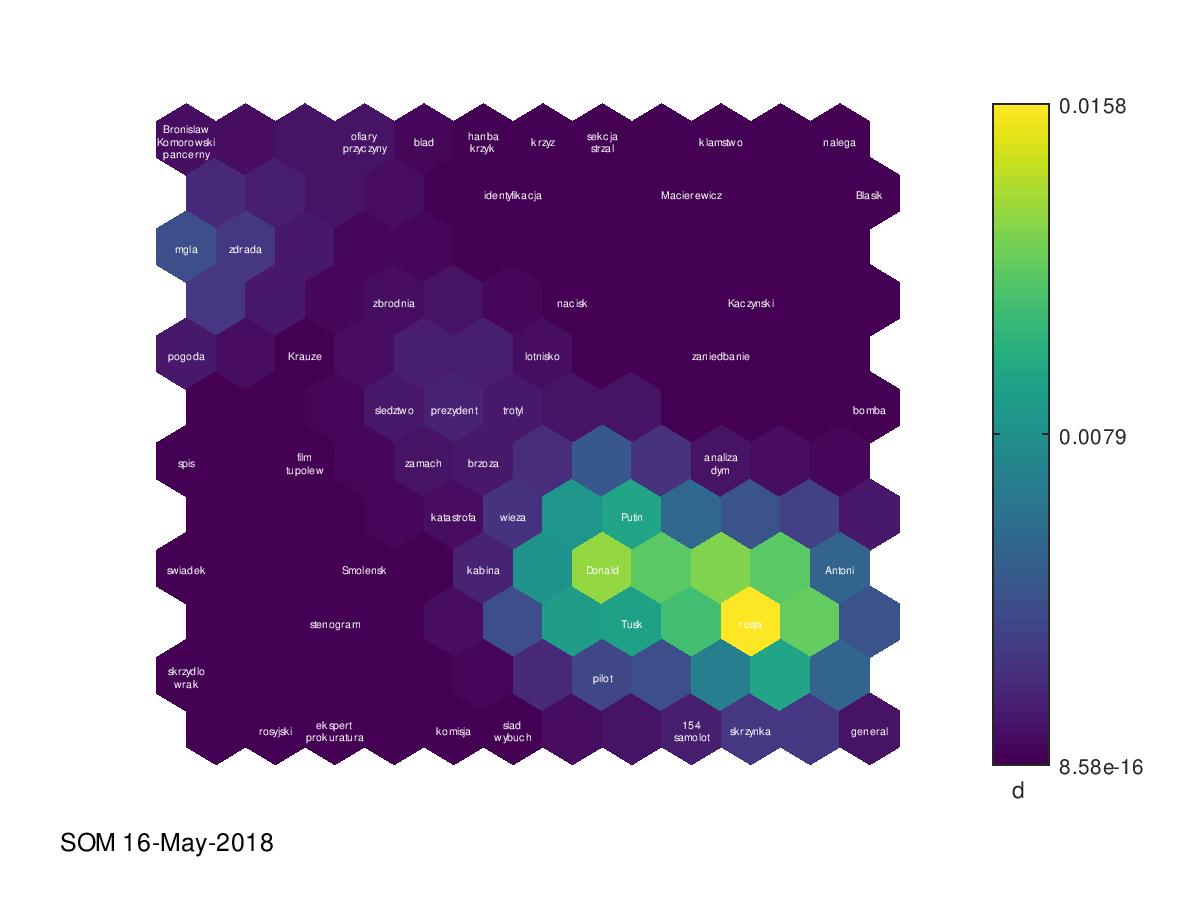 Bronislaw
Komorowski
pancerny
ofiary
przyczyny
blad
hanba
krzyk
krzyz
sekcja
strzal
klamstwo
nalega
identyfikacja
Macierewicz
Blasik
mgla
zdrada
zbrodnia
nacisk
Kaczynski
pogoda
Krauze
lotnisko
zaniedbanie
sledztwo
prezydent
trotyl
bomba
spis
film
tupolew
zamach
brzoza
analiza
dym
katastrofa
wieza
Putin
swiadek
Smolensk
kabina
Donald
Antoni
stenogram
Tusk
rosja
skrzydlo
wrak
pilot
rosyjski
ekspert
prokuratura
komisja
slad
wybuch
154
samolot
skrzynka
general
0.0158
0.0079
8.58e-16
d
SOM 16-May-2018